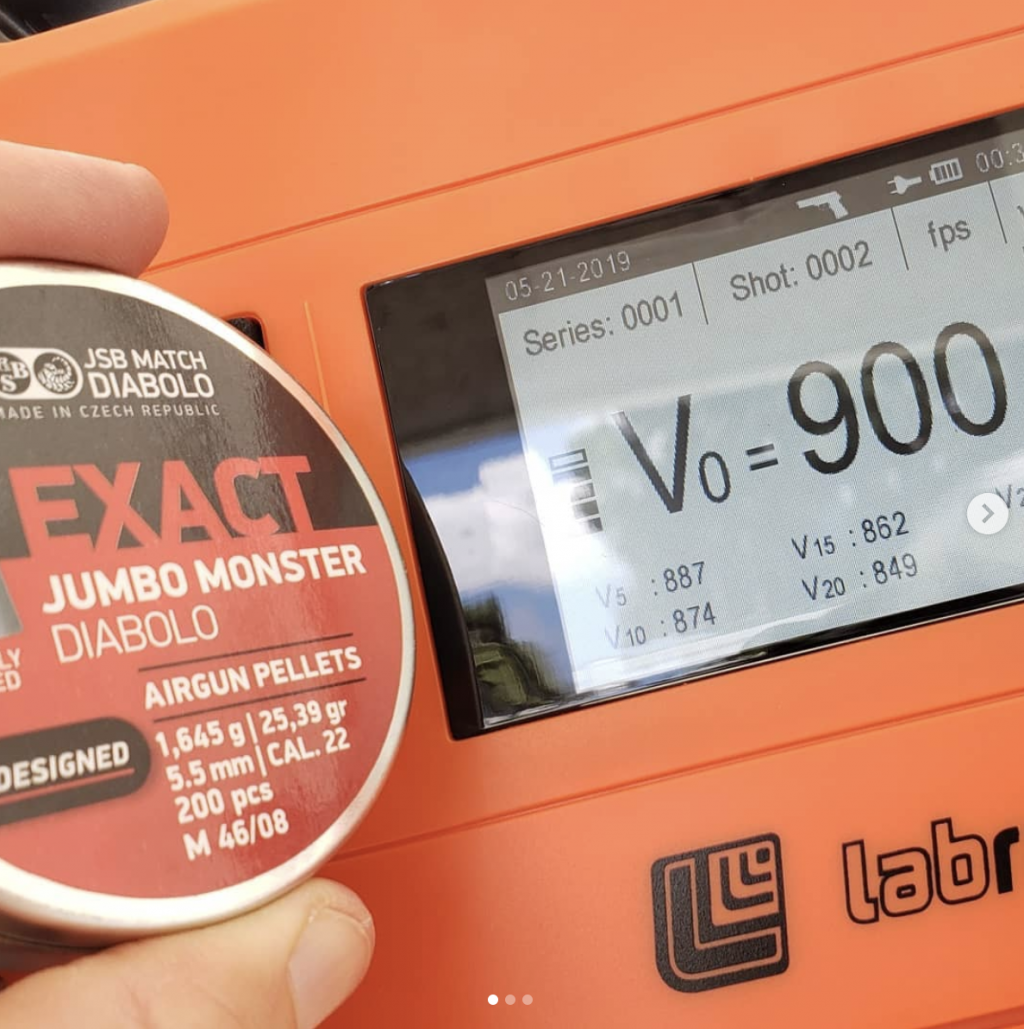 JSB MATCH
DIABOLO
MADE IN CZECH REPUBLIC
EXACT
JUMBO MONSTER
DIABOLO
AIRGUN PELLETS
DESIGNED
1,645 g | 25,39 gr
5.5 mm | CAL. 22
200 pcs
M 46/08
05-21-2019
Series: 0001
Shot: 0002
fps
V0 = 900
V5 : 887
V15 : 862
V10 : 874
V20 : 849
labr